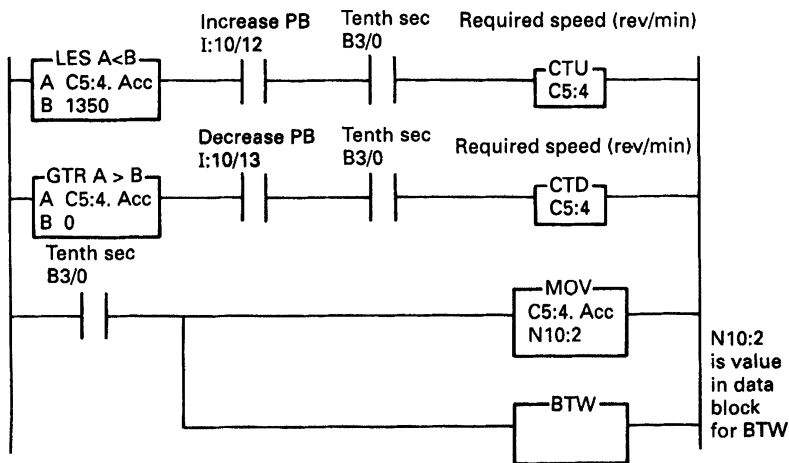 Increase PB
I:10/12
Tenth sec
B3/0
Required speed (rev/min)
LES A<B
A C5:4. Acc
B 1350
CTU
C5:4
Decrease PB
I:10/13
Tenth sec
B3/0
Required speed (rev/min)
GTR A > B
A C5:4. Acc
B 0
CTD
C5:4
Tenth sec
B3/0
MOV
C5:4. Acc
N10:2
BTW
N10:2
is value
in data
block
for BTW